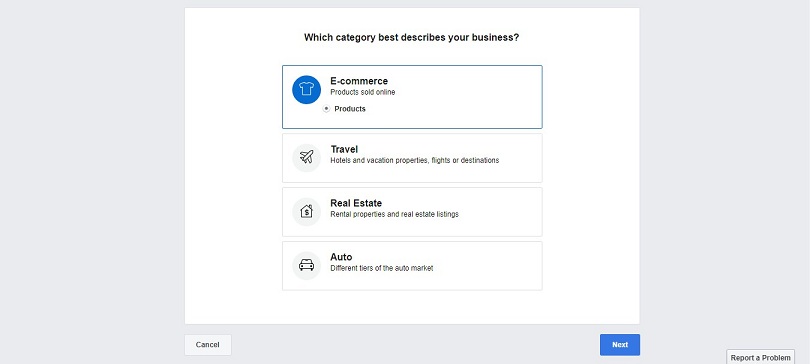 Which category best describes your business?
E-commerce
Products sold online
Products
Travel
Hotels and vacation properties, flights or destinations
Real Estate
Rental properties and real estate listings
Auto
Different tiers of the auto market
Cancel
Next
Report a Problem